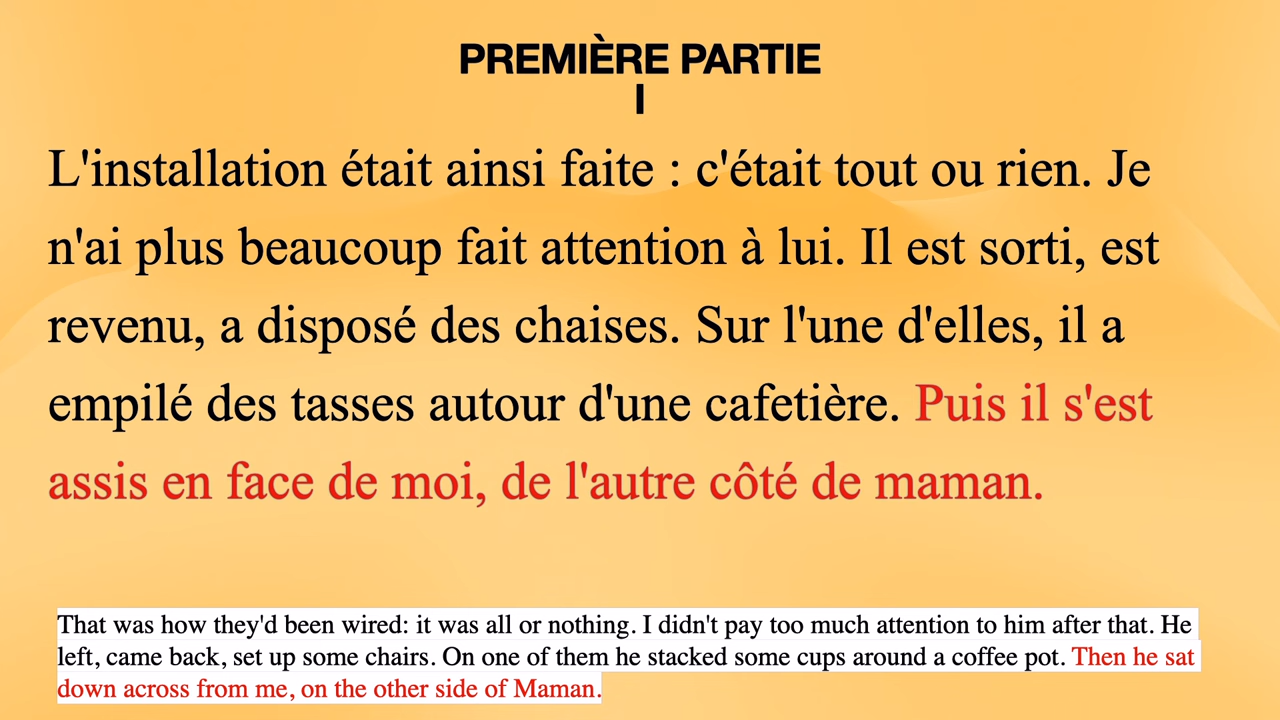 PREMIÈRE PARTIE
I
L'installation était ainsi faite : c'était tout ou rien. Je
n'ai plus beaucoup fait attention à lui. Il est sorti, est
revenu, a disposé des chaises. Sur l'une d'elles, il a
empilé des tasses autour d'une cafetière. Puis il s'est
assis en face de moi, de l'autre côté de maman.
That was how they'd been wired: it was all or nothing. I didn't pay too much attention to him after that. He
left, came back, set up some chairs. On one of them he stacked some cups around a coffee pot. Then he sat
down across from me, on the other side of Maman.